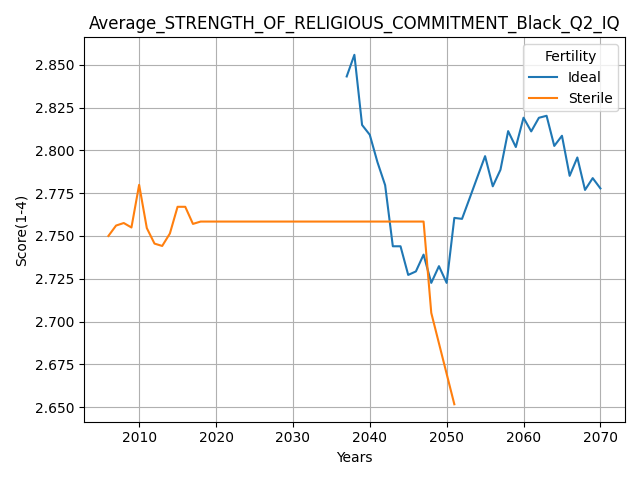 Average_STRENGTH_OF_RELIGIOUS_COMMITMENT_Black_Q2_IQ
Fertility
Ideal
Sterile
Score(1-4)
2.850
2.825
2.800
2.775
2.750
2.725
2.700
2.675
2.650
2010 2020 2030 2040 2050 2060 2070
Years